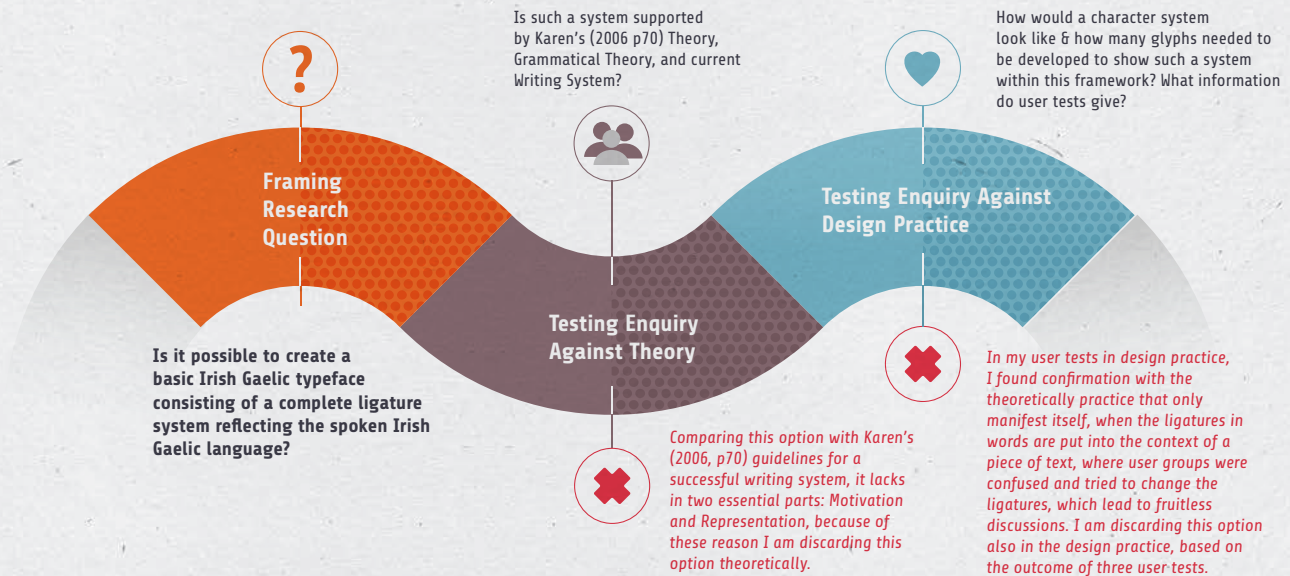 ?
Framing
Research
Question
Is it possible to create a
basic Irish Gaelic typeface
consisting of a complete ligature
system reflecting the spoken Irish
Gaelic language?
Is such a system supported
by Karen's (2006 p70) Theory,
Grammatical Theory, and current
Writing System?
Testing Enquiry
Against Theory
Comparing this option with Karen's
(2006, p70) guidelines for a
successful writing system, it lacks
in two essential parts: Motivation
and Representation, because of
these reason I am discarding this
option theoretically.
How would a character system
look like & how many glyphs needed to
be developed to show such a system
within this framework? What information
do user tests give?
Testing Enquiry Against
Design Practice
In my user tests in design practice,
I found confirmation with the
theoretically practice that only
manifest itself, when the ligatures in
words are put into the context of a
piece of text, where user groups were
confused and tried to change the
ligatures, which lead to fruitless
discussions. I am discarding this option
also in the design practice, based on
the outcome of three user tests.